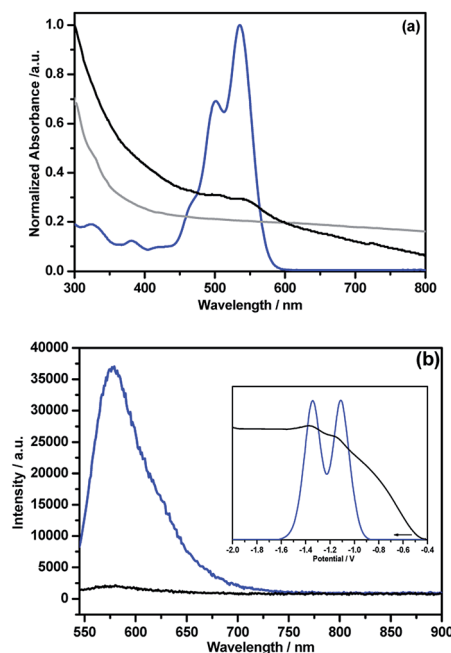 (a)
Normalized Absorbance /a.u.
1.0
0.8
0.6
0.4
0.2
0.0
300 400 500 600 700 800
Wavelength / nm
(b)
Intensity / a.u.
40000
35000
30000
25000
20000
15000
10000
5000
0
-2.0 -1.8 -1.6 -1.4 -1.2 -1.0 -0.8 -0.6 -0.4
Potential / V
550 600 650 700 750 800 850 900
Wavelength / nm